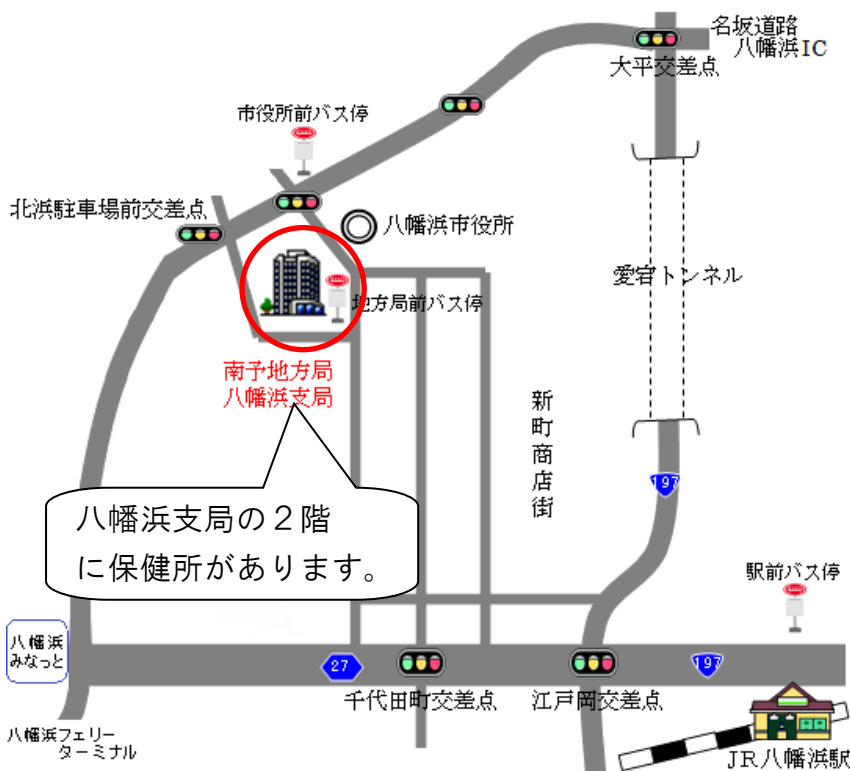 名坂道路
八幡浜IC
大平交差点
市役所前バス停
北浜駐車場前交差点
八幡浜市役所
愛宕トンネル
地方局前バス停
南予地方局
八幡浜支局
新町商店街
197
八幡浜支局の２階
に保健所があります。
駅前バス停
八幡浜
みなっと
27
197
千代田町交差点
江戸岡交差点
八幡浜フェリー
ターミナル
JR八幡浜駅